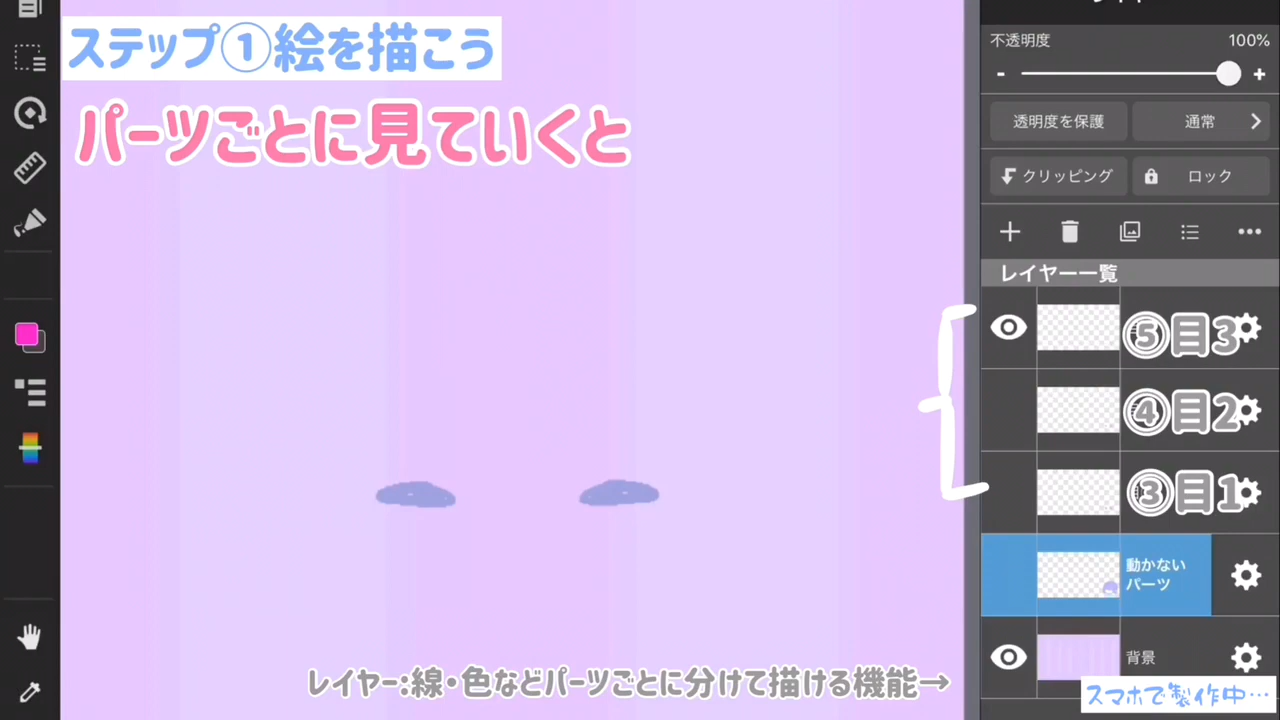 ステップ①絵を描こう
パーツごとに見ていくと
不透明度 100%
- +
透明度を保護 通常
クリッピング ロック
レイヤー一覧
⑤目3
④目2
③目1
動かない
パーツ
背景
レイヤー:線・色などパーツごとに分けて描ける機能→
スマホで製作中…